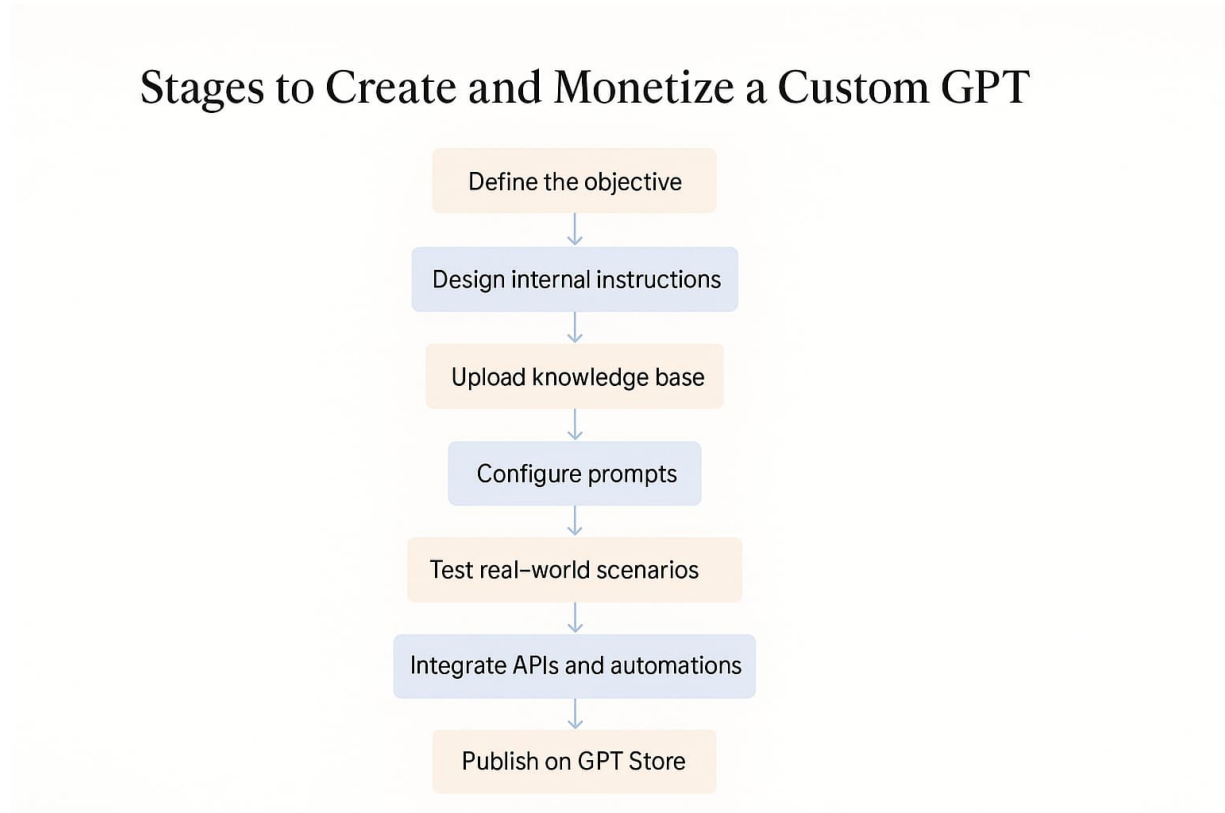 Stages to Create and Monetize a Custom GPT
Define the objective
Design internal instructions
Upload knowledge base
Configure prompts
Test real–world scenarios
Integrate APIs and automations
Publish on GPT Store